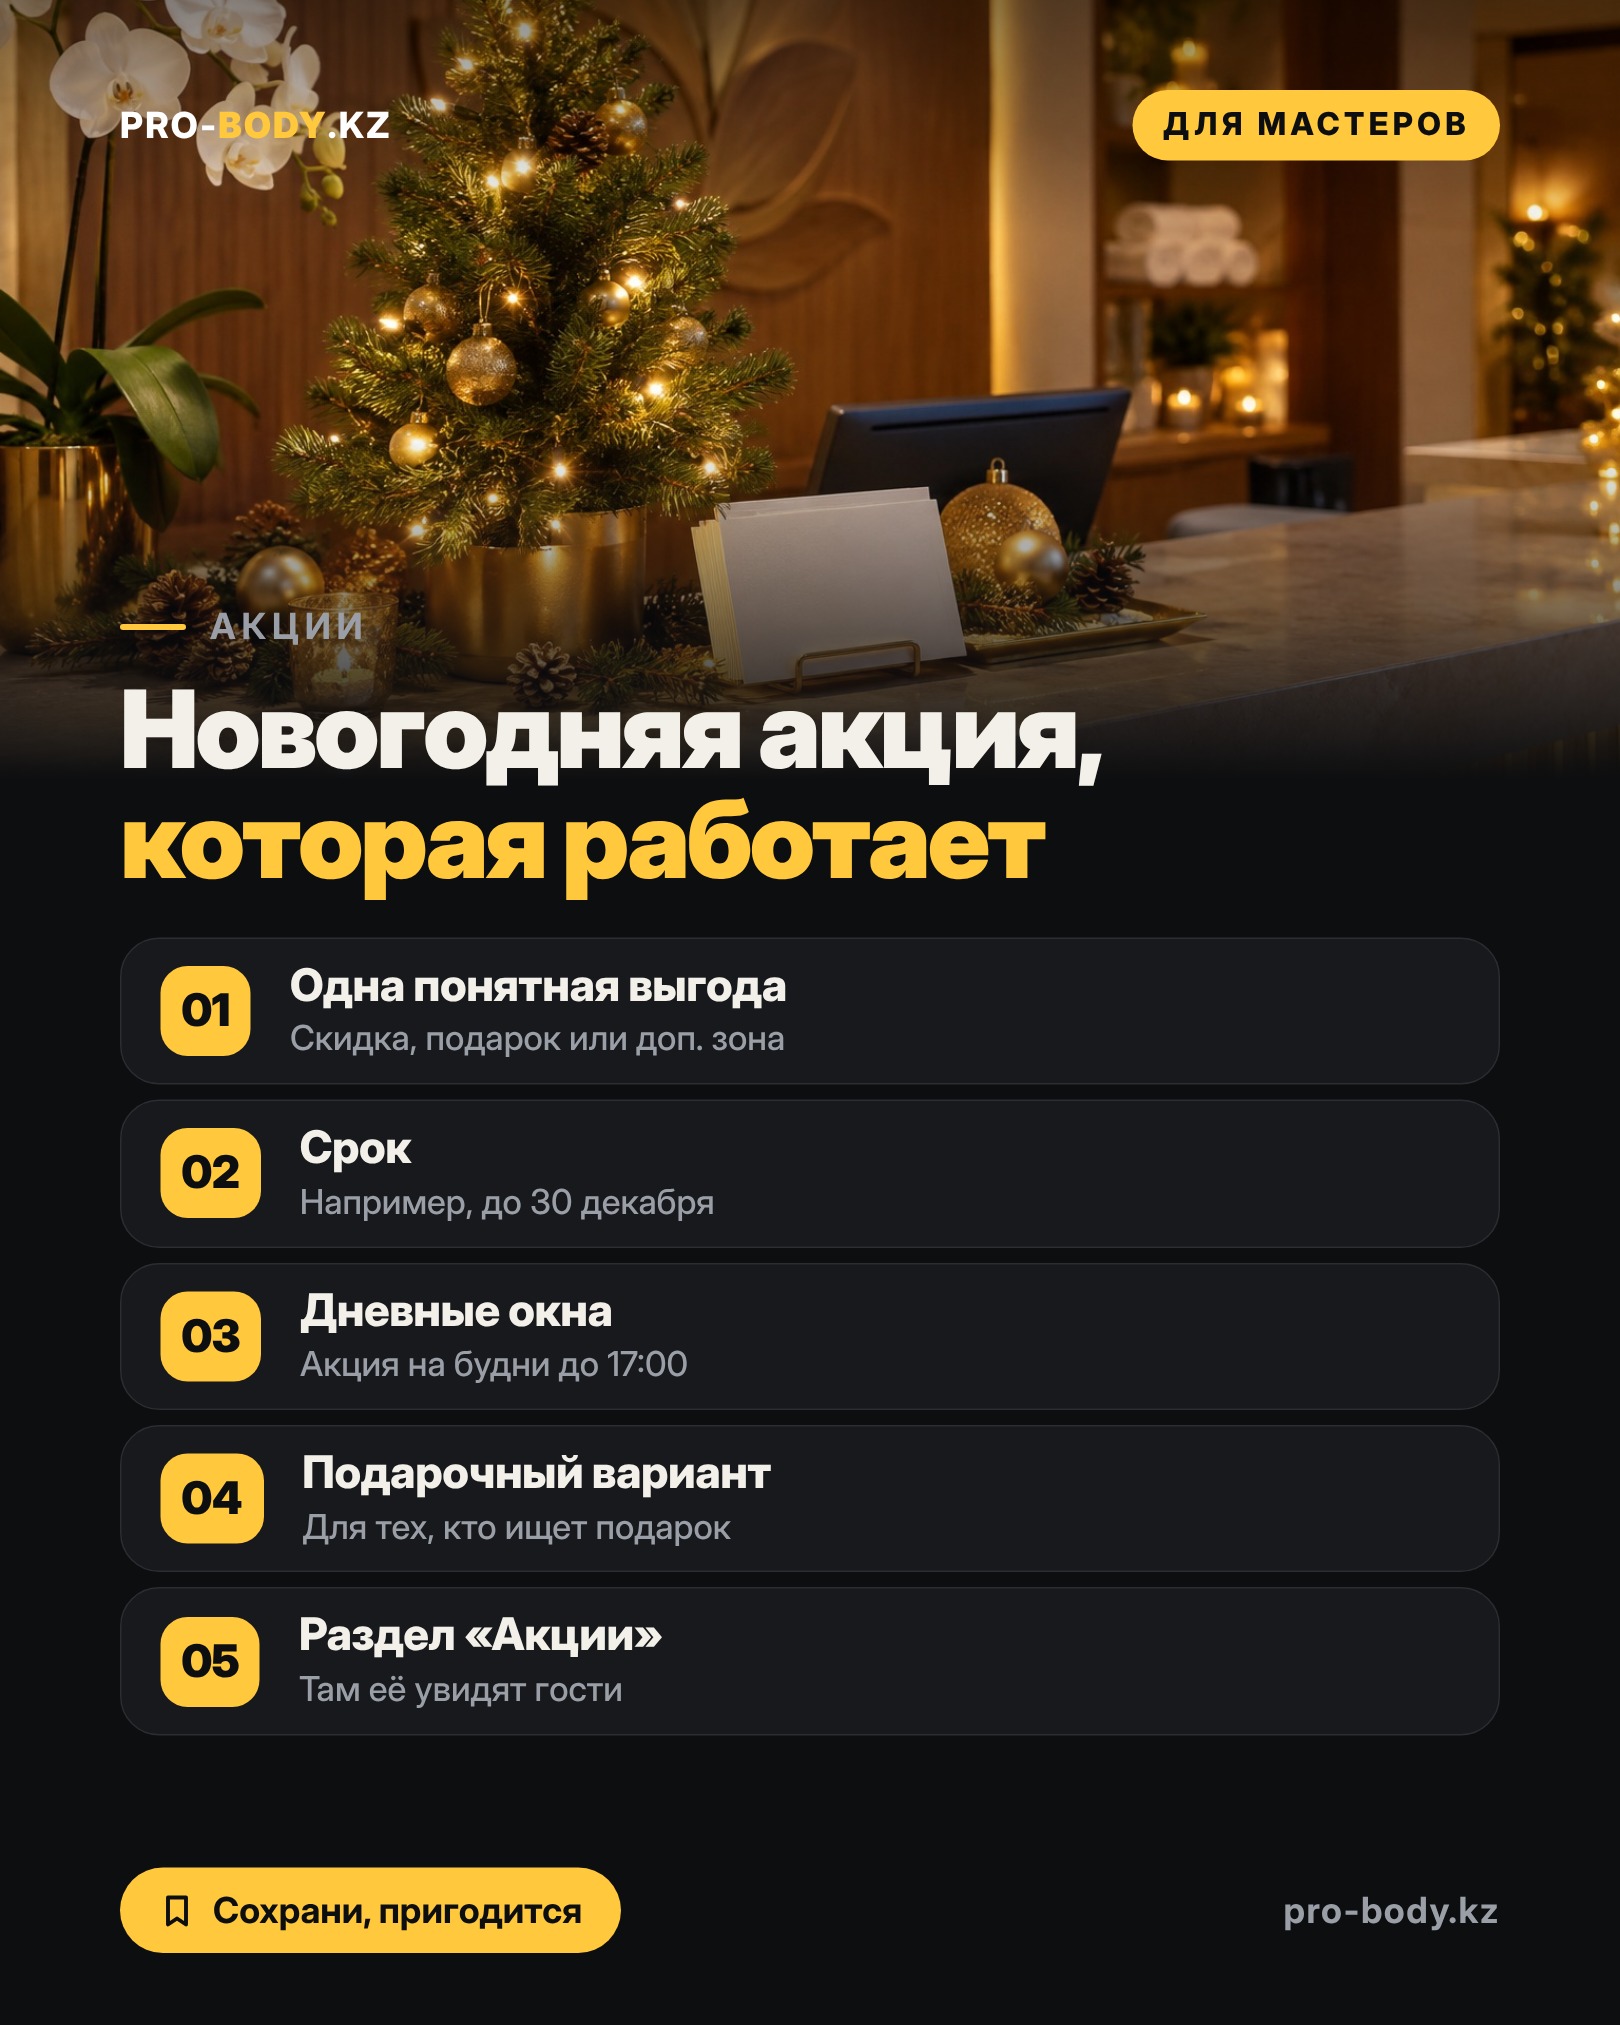 PRO-BODY.KZ
ДЛЯ МАСТЕРОВ
АКЦИИ
Новогодняя акция,
которая работает
01
Одна понятная выгода
Скидка, подарок или доп. зона
02
Срок
Например, до 30 декабря
03
Дневные окна
Акция на будни до 17:00
04
Подарочный вариант
Для тех, кто ищет подарок
05
Раздел «Акции»
Там её увидят гости
Сохрани, пригодится
pro-body.kz